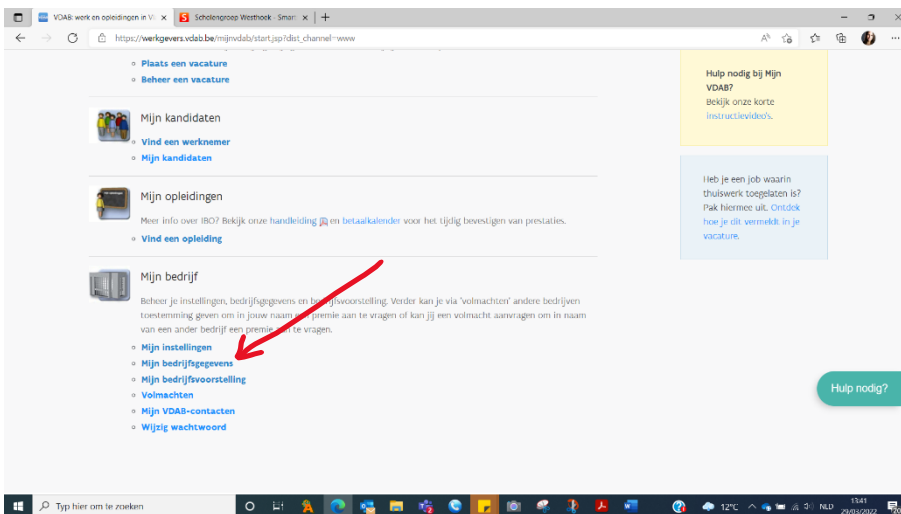 VDAB: werk en opleidingen in Vl
Scholengroep Westhoek - Smart
https://werkgevers.vdab.be/mijnvdab/start.jsp?dist_channel=www
Plaats een vacature
Beheer een vacature
Mijn kandidaten
Vind een werknemer
Mijn kandidaten
Mijn opleidingen
Meer info over IBO? Bekijk onze handleiding en betaalkalender voor het tijdig bevestigen van prestaties.
Vind een opleiding
Mijn bedrijf
Beheer je instellingen, bedrijfsgegevens en bedrijfsvoorstelling. Verder kan je via 'volmachten' andere bedrijven
toestemming geven om in jouw naam een premie aan te vragen of kan jij een volmacht aanvragen om in naam
van een ander bedrijf een premie aan te vragen.
Mijn instellingen
Mijn bedrijfsgegevens
Mijn bedrijfsvoorstelling
Volmachten
Mijn VDAB-contacten
Wijzig wachtwoord
Hulp nodig bij Mijn
VDAB?
Bekijk onze korte
instructievideo's.
Heb je een job waarin
thuiswerk toegelaten is?
Pak hiermee uit. Ontdek
hoe je dit vermeldt in je
vacature.
Hulp nodig?
Typ hier om te zoeken
12°C
NLD
13:41
29/03/2022